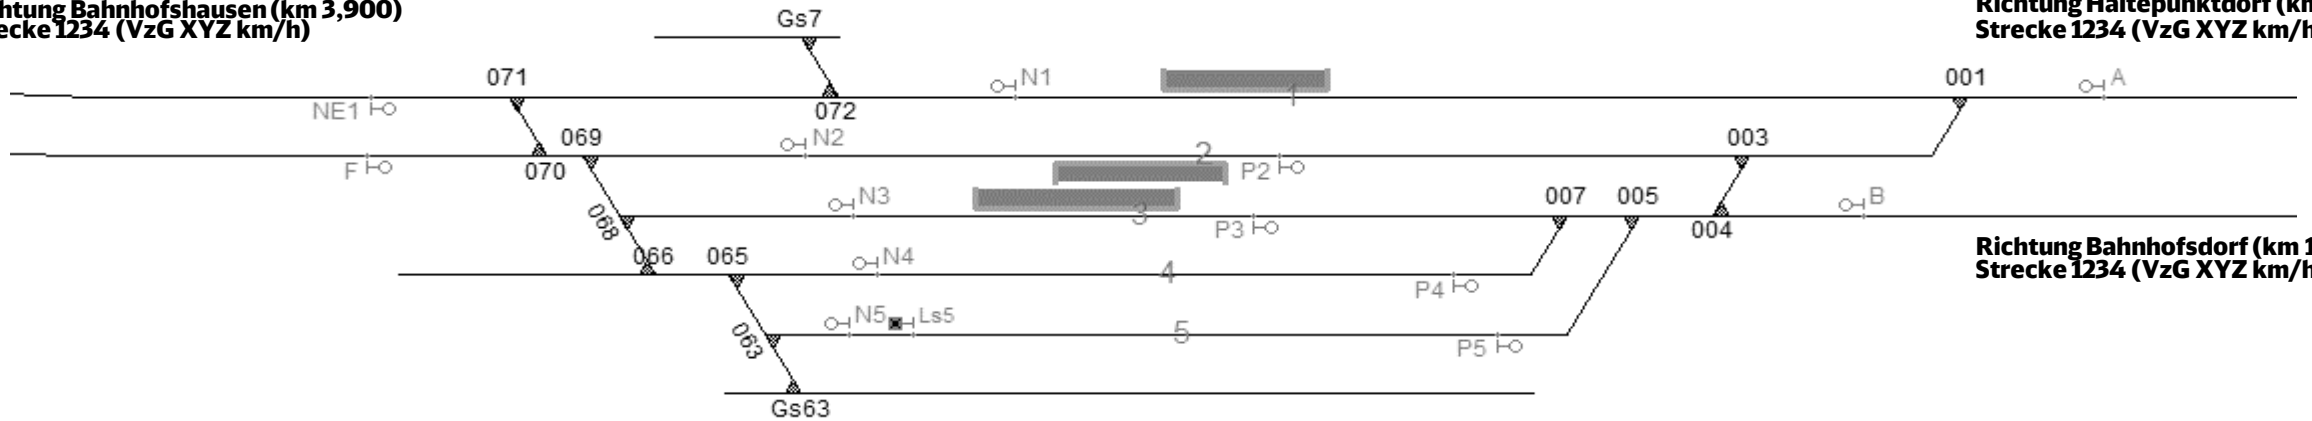 htung Bahnhofshausen (km 3,900)
ecke 1234 (VzG XYZ km/h)
Gs7
Richtung Haltepunktdorf (km
Strecke 1234 (VzG XYZ km/h
071
N1
001
A
NE1
072
1
069
N2
003
F
070
2
P2
068
N3
3
P3
007
005
B
004
066
065
N4
4
P4
Richtung Bahnhofsdorf (km 1
Strecke 1234 (VzG XYZ km/h
063
N5
Ls5
5
P5
Gs63